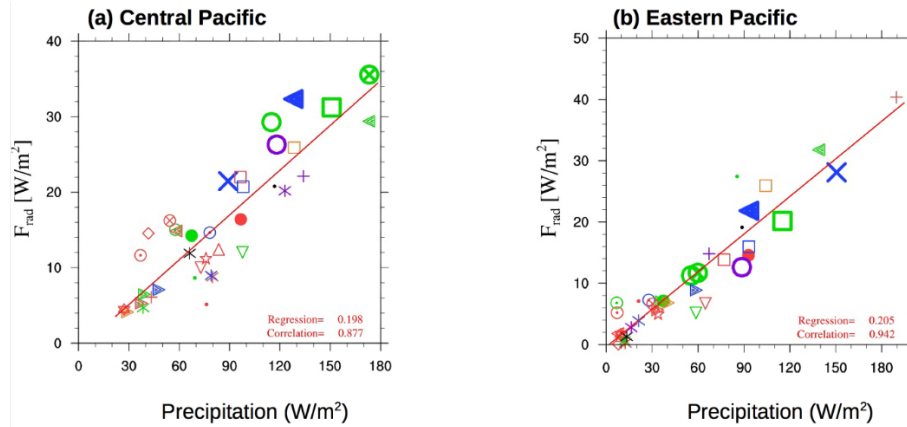 (a) Central Pacific
40
30
20
10
0
0 30 60 90 120 150 180
F_rad [W/m²]
Regression= 0.198
Correlation= 0.877
Precipitation (W/m²)
(b) Eastern Pacific
50
40
30
20
10
0
0 30 60 90 120 150 180
F_rad [W/m²]
Regression= 0.205
Correlation= 0.942
Precipitation (W/m²)